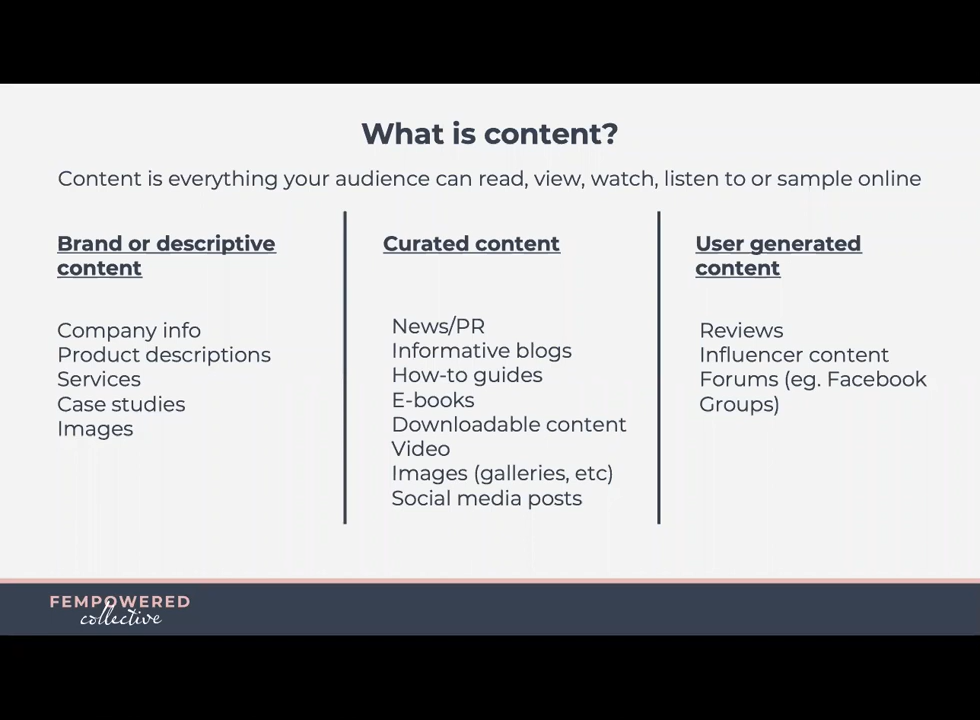 What is content?
Content is everything your audience can read, view, watch, listen to or sample online
Brand or descriptive
content
Company info
Product descriptions
Services
Case studies
Images
Curated content
News/PR
Informative blogs
How-to guides
E-books
Downloadable content
Video
Images (galleries, etc)
Social media posts
User generated
content
Reviews
Influencer content
Forums (eg. Facebook
Groups)
FEMPOWERED
collective